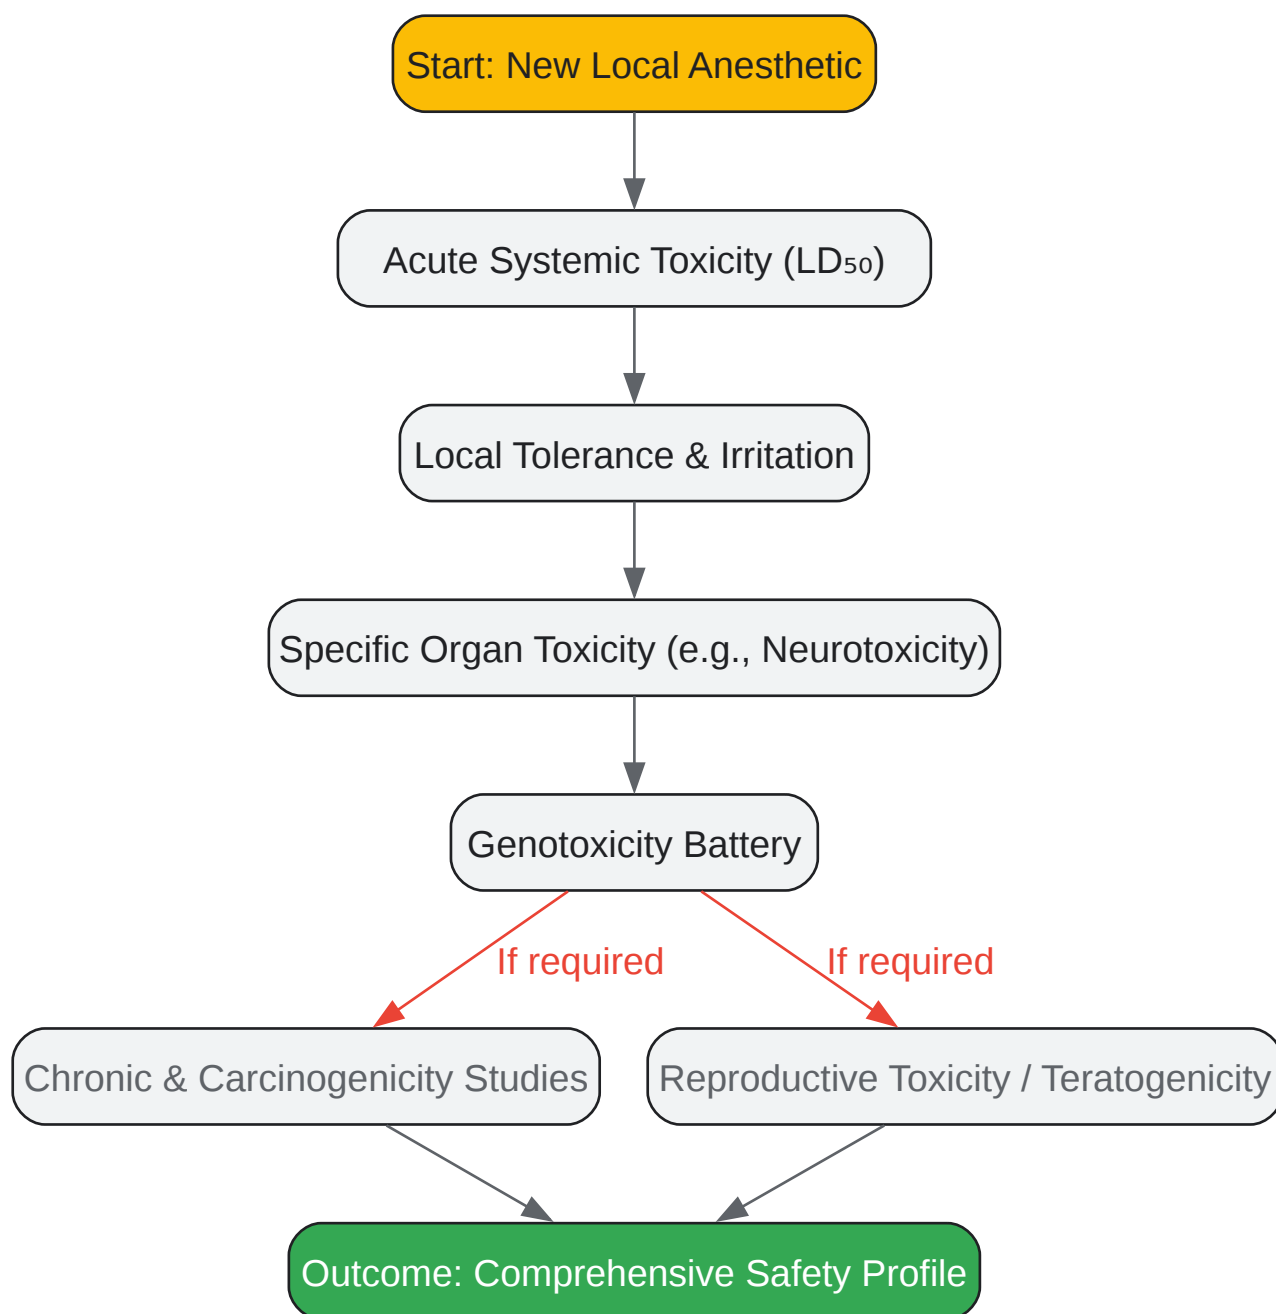 Start: New Local Anesthetic
Acute Systemic Toxicity (LD₅₀)
Local Tolerance & Irritation
Specific Organ Toxicity (e.g., Neurotoxicity)
Genotoxicity Battery
If required
If required
Chronic & Carcinogenicity Studies
Reproductive Toxicity / Teratogenicity
Outcome: Comprehensive Safety Profile